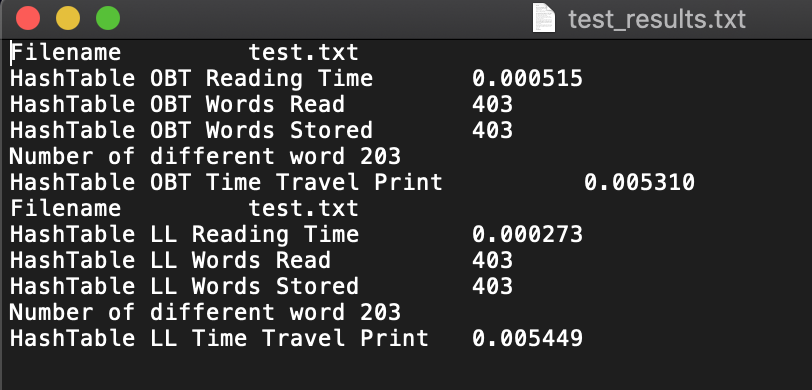 test_results.txt
Filename test.txt
HashTable OBT Reading Time 0.000515
HashTable OBT Words Read 403
HashTable OBT Words Stored 403
Number of different word 203
HashTable OBT Time Travel Print 0.005310
Filename test.txt
HashTable LL Reading Time 0.000273
HashTable LL Words Read 403
HashTable LL Words Stored 403
Number of different word 203
HashTable LL Time Travel Print 0.005449